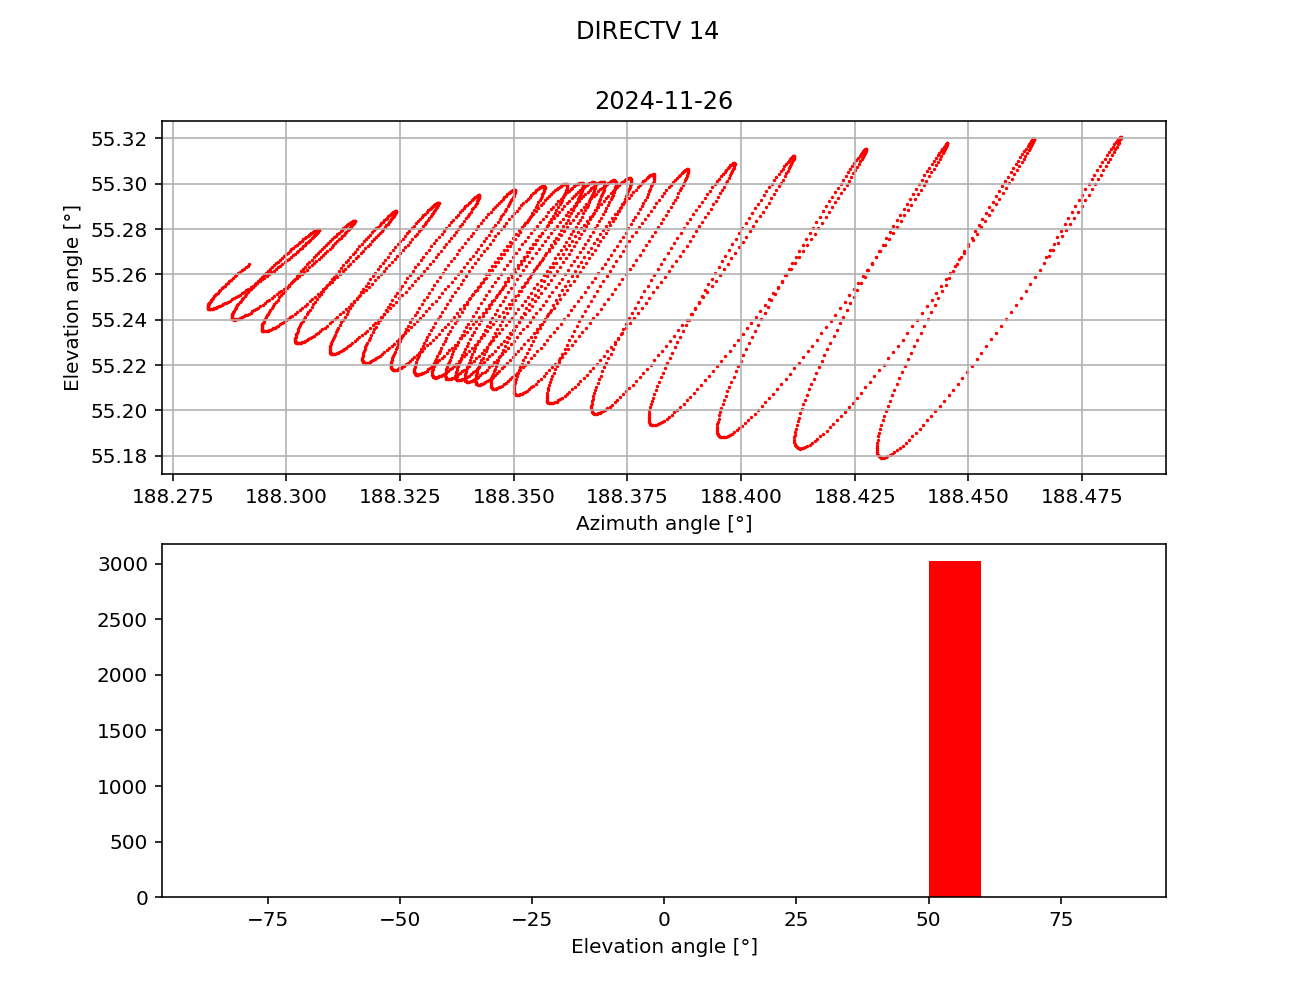 DIRECTV 14
2024-11-26
55.32
55.30
55.28
55.26
55.24
55.22
55.20
55.18
Elevation angle [°]
188.275 188.300 188.325 188.350 188.375 188.400 188.425 188.450 188.475
Azimuth angle [°]
3000
2500
2000
1500
1000
500
0
−75 −50 −25 0 25 50 75
Elevation angle [°]